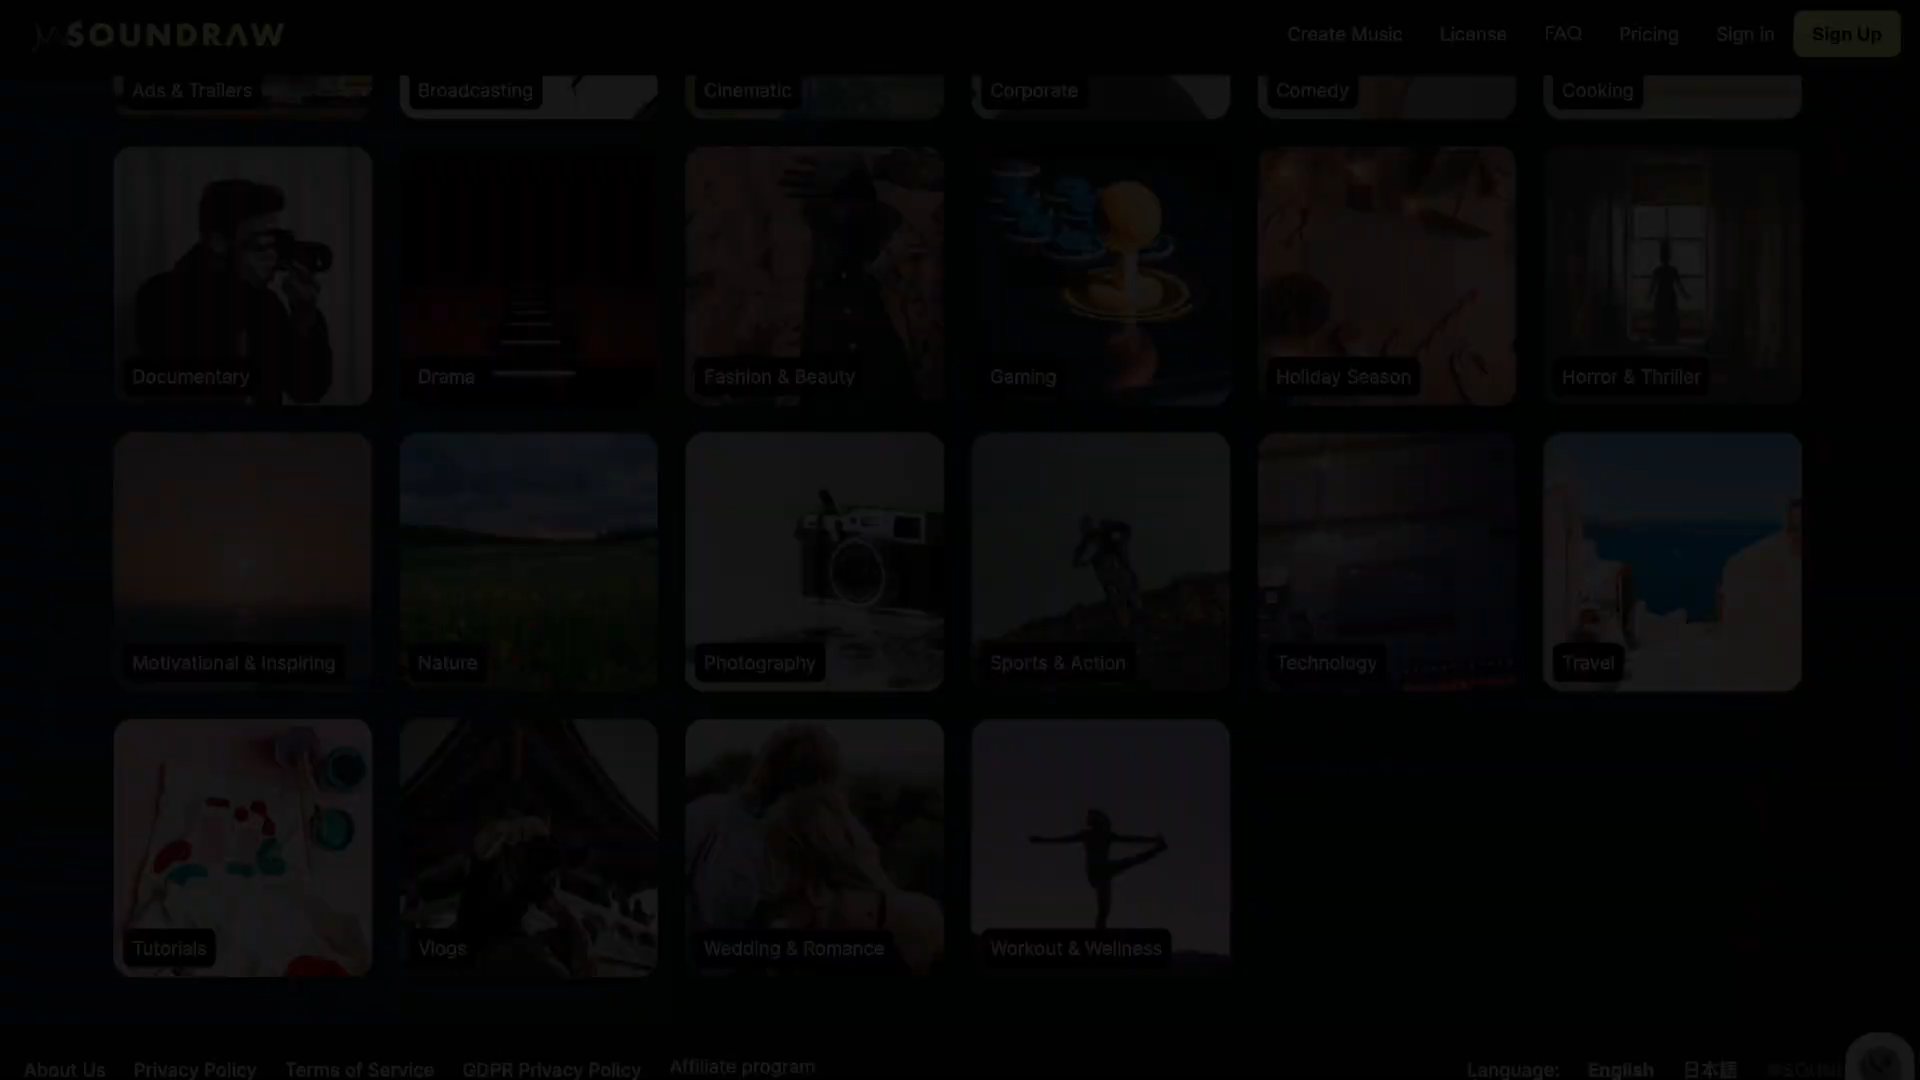 SOUNDRAW
Create Music
License
FAQ
Pricing
Sign in
Sign Up
Ads & Trailers
Broadcasting
Cinematic
Corporate
Comedy
Cooking
Documentary
Drama
Fashion & Beauty
Gaming
Holiday Season
Horror & Thriller
Motivational & Inspiring
Nature
Photography
Sports & Action
Technology
Travel
Tutorials
Vlogs
Wedding & Romance
Workout & Wellness
About Us
Privacy Policy
Terms of Service
GDPR Privacy Policy
Affiliate program
Language:
English
日本語